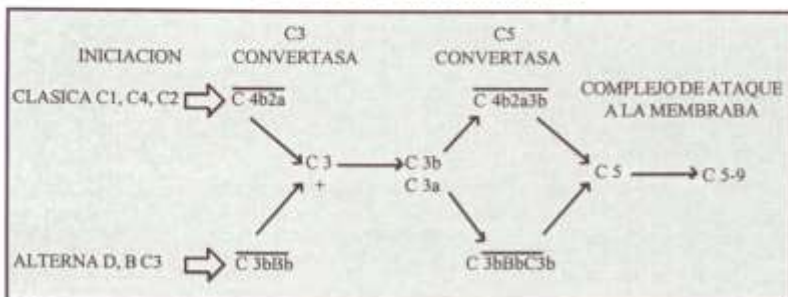 C3
INICIACION CONVERTASA
C5
CONVERTASA
COMPLEJO DE ATAQUE
A LA MEMBRABA
CLASICA C1, C4, C2
C 4b2a
C 4b2a3b
C 3
+
C 3b
C 3a
C 5
C 5-9
ALTERNA D, B C3
C 3bBb
C 3bBbC3b